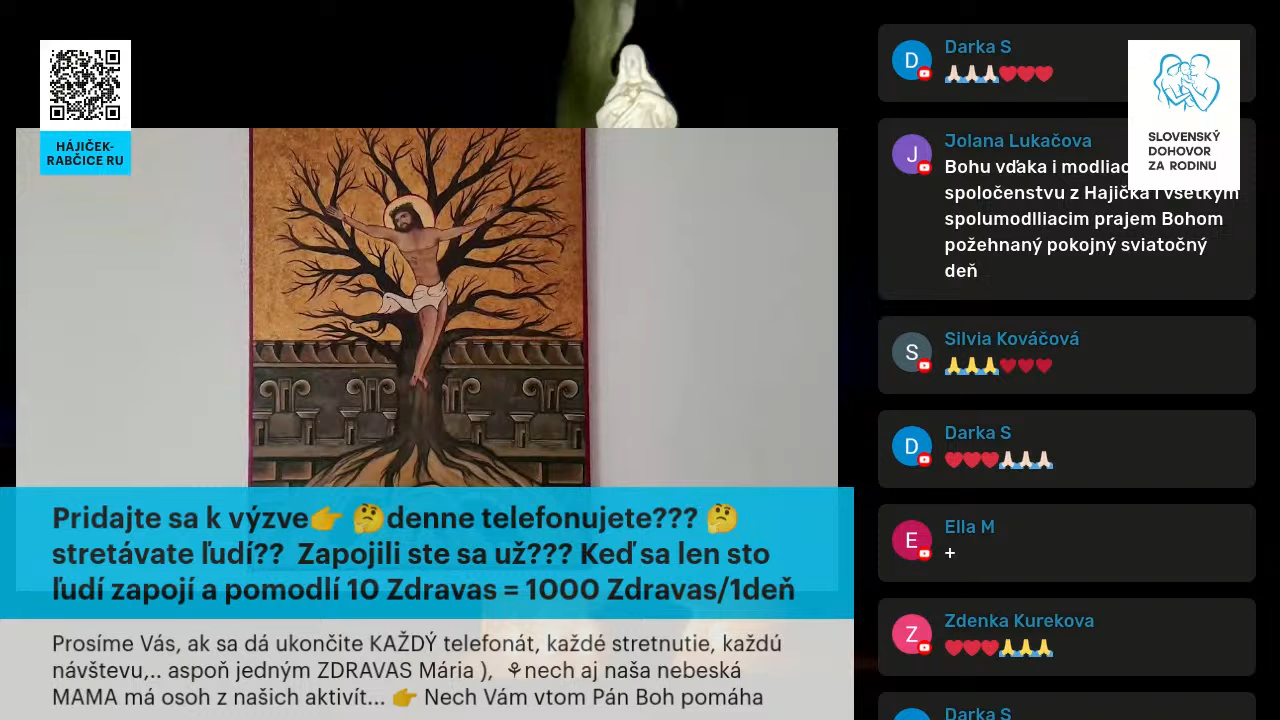 HÁJIČEK-
RABČICE RU
Pridajte sa k výzve👉 🤔denne telefonujete??? 🤔
stretávate ľudí?? Zapojili ste sa už??? Keď sa len sto
ľudí zapojí a pomodlí 10 Zdravas = 1000 Zdravas/1deň
Prosíme Vás, ak sa dá ukončite KAŽDÝ telefonát, každé stretnutie, každú
návštevu,.. aspoň jedným ZDRAVAS Mária ), ⚘nech aj naša nebeská
MAMA má osoh z našich aktivít... 👉 Nech Vám vtom Pán Boh pomáha
D
Darka S
🙏🏻🙏🏻🙏🏻❤️❤️❤️
SLOVENSKÝ
DOHOVOR
ZA RODINU
J
Jolana Lukačova
Bohu vďaka i
spoločenstvu z Hajička i všetkým
spolumodlliacim prajem Bohom
požehnaný pokojný sviatočný
deň
S
Silvia Kováčová
🙏🙏🙏❤️❤️❤️
D
Darka S
❤️❤️❤️🙏🏻🙏🏻🙏🏻
E
Ella M
+
Z
Zdenka Kurekova
❤️❤️❤️🙏🙏🙏
Darka S